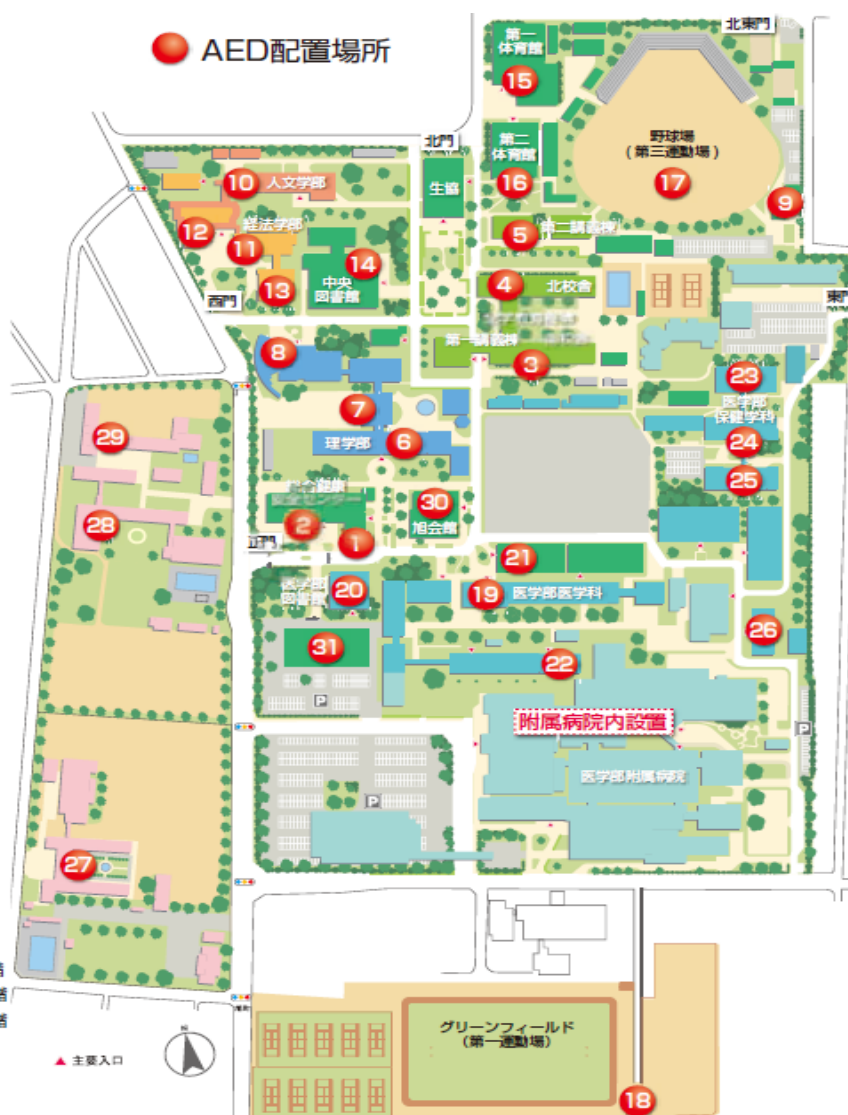 AED配置場所
北東門
第一
体育館
15
野球場
(第三運動場)
17
北門
第二
体育館
16
9
生協
10
人文学部
12
経法学部
11
5
第二講義棟
14
中央
図書館
13
4
北校舎
西門
東門
第一講義棟
3
8
23
医学部
保健学科
7
29
理学部
6
24
25
30
旭会館
28
2
1
正門
21
20
19
医学部医学科
26
31
22
P
附属病院内設置
P
医学部附属病院
P
27
階
階
階
グリーンフィールド
(第一運動場)
主要入口
18